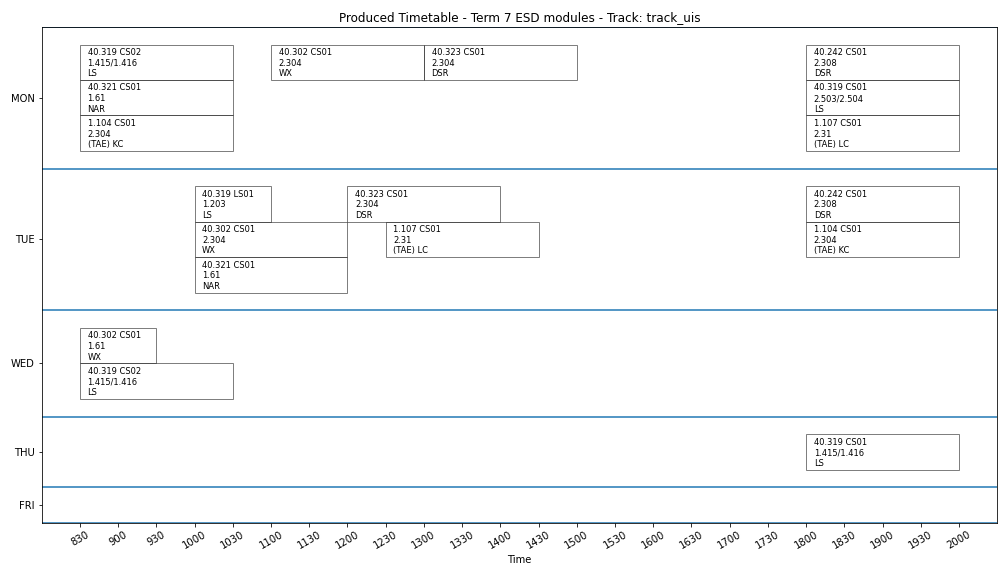 Produced Timetable - Term 7 ESD modules - Track: track_uis
MON
40.319 CS02
1.415/1.416
LS
40.321 CS01
1.61
NAR
1.104 CS01
2.304
(TAE) KC
40.302 CS01
2.304
WX
40.323 CS01
2.304
DSR
40.242 CS01
2.308
DSR
40.319 CS01
2.503/2.504
LS
1.107 CS01
2.31
(TAE) LC
TUE
40.319 LS01
1.203
LS
40.302 CS01
2.304
WX
40.321 CS01
1.61
NAR
40.323 CS01
2.304
DSR
1.107 CS01
2.31
(TAE) LC
40.242 CS01
2.308
DSR
1.104 CS01
2.304
(TAE) KC
WED
40.302 CS01
1.61
WX
40.319 CS02
1.415/1.416
LS
THU
40.319 CS01
1.415/1.416
LS
FRI
830 900 930 1000 1030 1100 1130 1200 1230 1300 1330 1430 1500 1600 1630 1700 1730 1800 1830 1900 1930 2000
Time